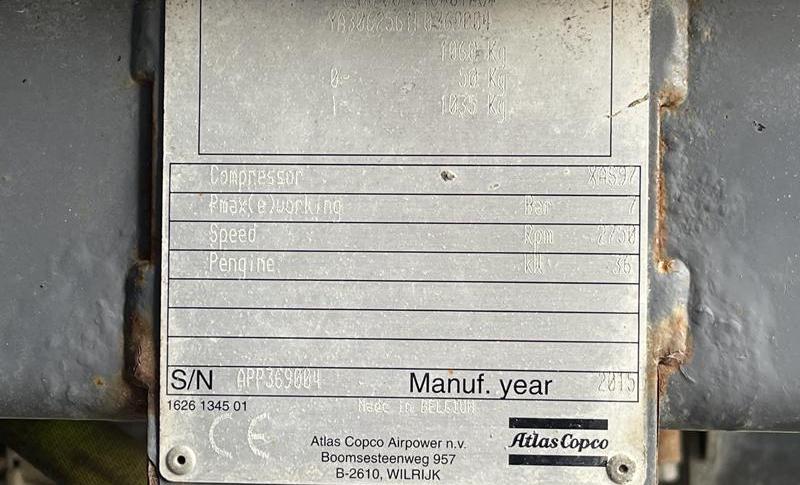 1060 Kg
0- 50 Kg
1- 1035 Kg
Compressor XAS97
Pmax(e)working Bar 7
Speed Rpm 2750
Pengine kW 36
S/N APP369004 Manuf. year 2015
1626 1345 01 Made in BELGIUM
CE
Atlas Copco Airpower n.v.
Boomsesteenweg 957
B-2610, WILRIJK
Atlas Copco